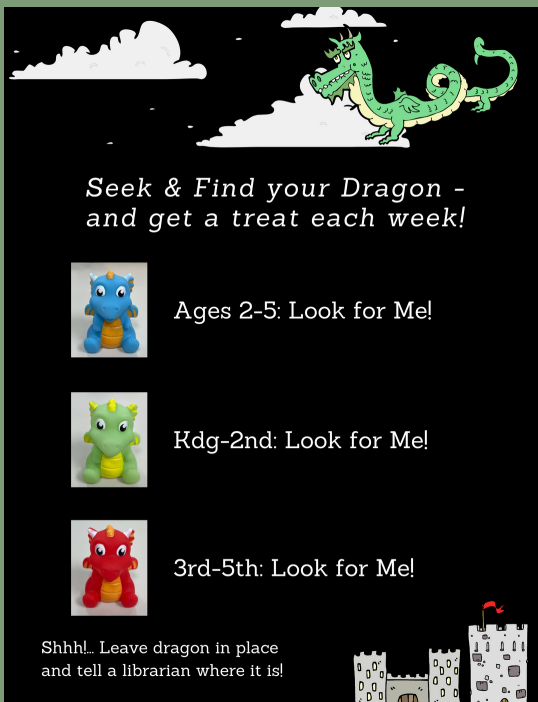 Seek & Find your Dragon -
and get a treat each week!
Ages 2-5: Look for Me!
Kdg-2nd: Look for Me!
3rd-5th: Look for Me!
Shhh!... Leave dragon in place
and tell a librarian where it is!